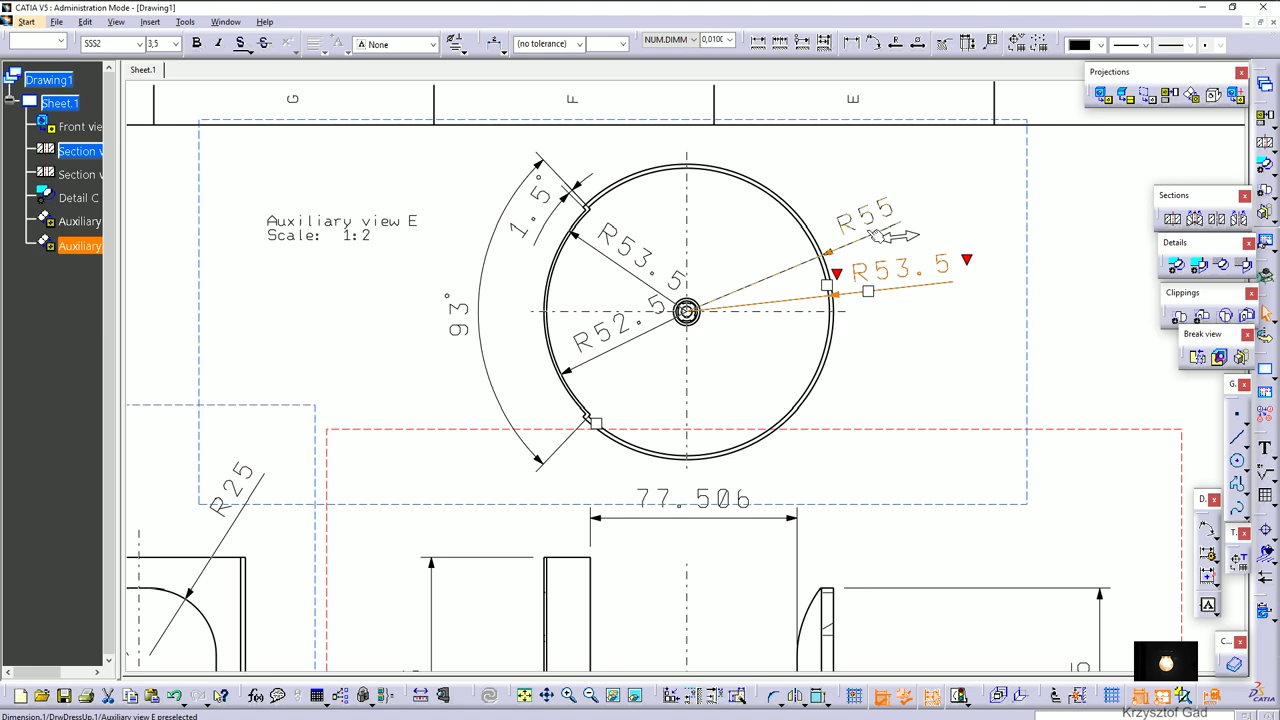 CATIA V5 : Administration Mode - [Drawing1]
Start File Edit View Insert Tools Window Help
SSS2 3,5 B I S S None (no tolerance) NUM.DIMM 0,0100
Drawing1
Sheet.1
Front vie
Section v
Section v
Detail C
Auxiliary
Auxiliary
Sheet.1
Projections
Sections
Details
Clippings
Break view
G.
D.
T.
C...
G F E
Auxiliary view E
Scale: 1:2
1.5°
93°
R53.5
R52.5
R55
R53.5
77.506
R25
CATIA
Krzysztof Gad
Dimension.1/DrwDressUp.1/Auxiliary view E preselected